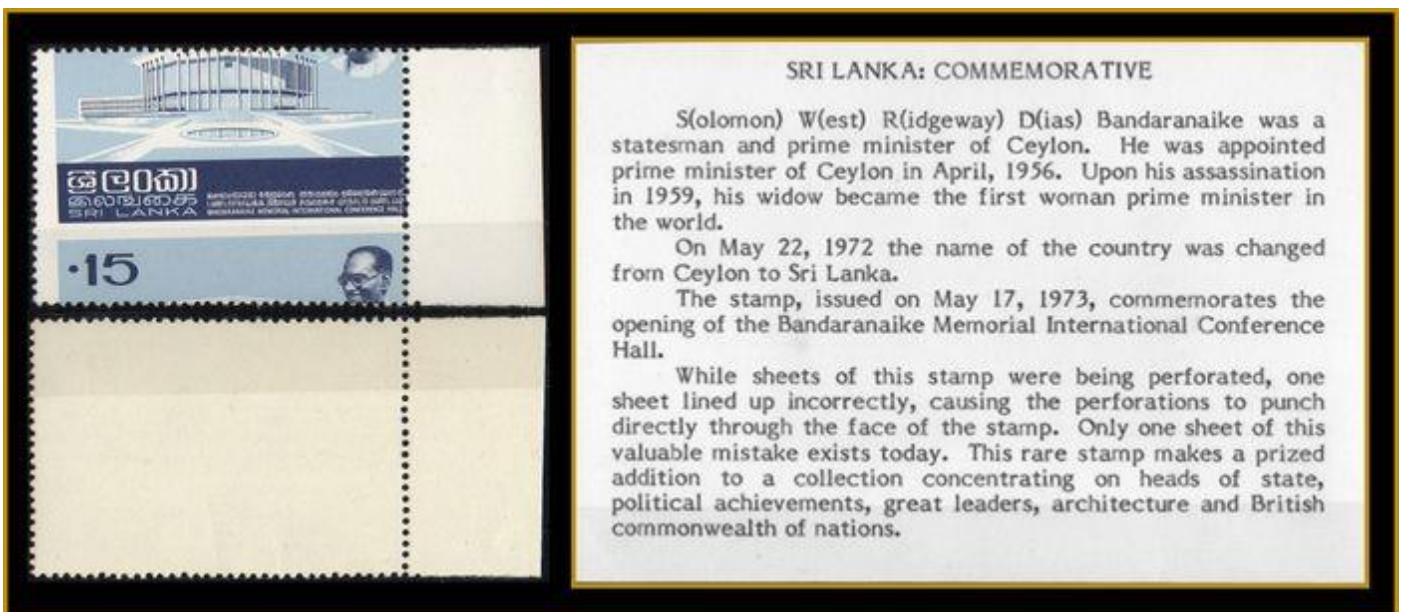 ශ්‍රී ලංකා
இலங்கை
SRI LANKA
BANDARANAIKE MEMORIAL INTERNATIONAL CONFERENCE HALL
·15
SRI LANKA: COMMEMORATIVE
S(olomon) W(est) R(idgeway) D(ias) Bandaranaike was a
statesman and prime minister of Ceylon. He was appointed
prime minister of Ceylon in April, 1956. Upon his assassination
in 1959, his widow became the first woman prime minister in
the world.
On May 22, 1972 the name of the country was changed
from Ceylon to Sri Lanka.
The stamp, issued on May 17, 1973, commemorates the
opening of the Bandaranaike Memorial International Conference
Hall.
While sheets of this stamp were being perforated, one
sheet lined up incorrectly, causing the perforations to punch
directly through the face of the stamp. Only one sheet of this
valuable mistake exists today. This rare stamp makes a prized
addition to a collection concentrating on heads of state,
political achievements, great leaders, architecture and British
commonwealth of nations.